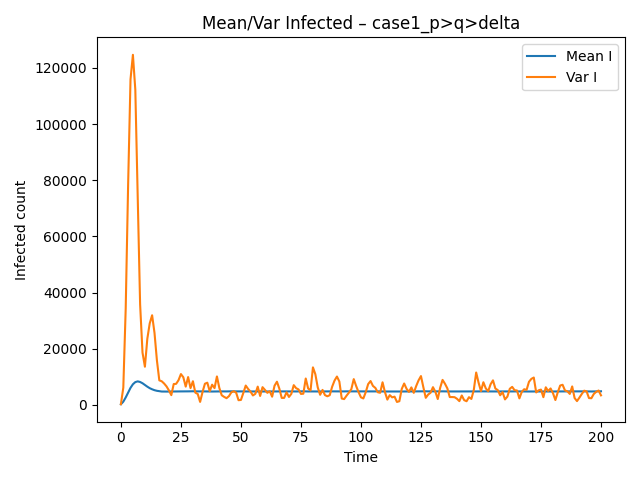 Mean/Var Infected – case1_p>q>delta
Mean I
Var I
120000
100000
80000
60000
40000
20000
0
Infected count
0 25 50 75 100 125 150 175 200
Time